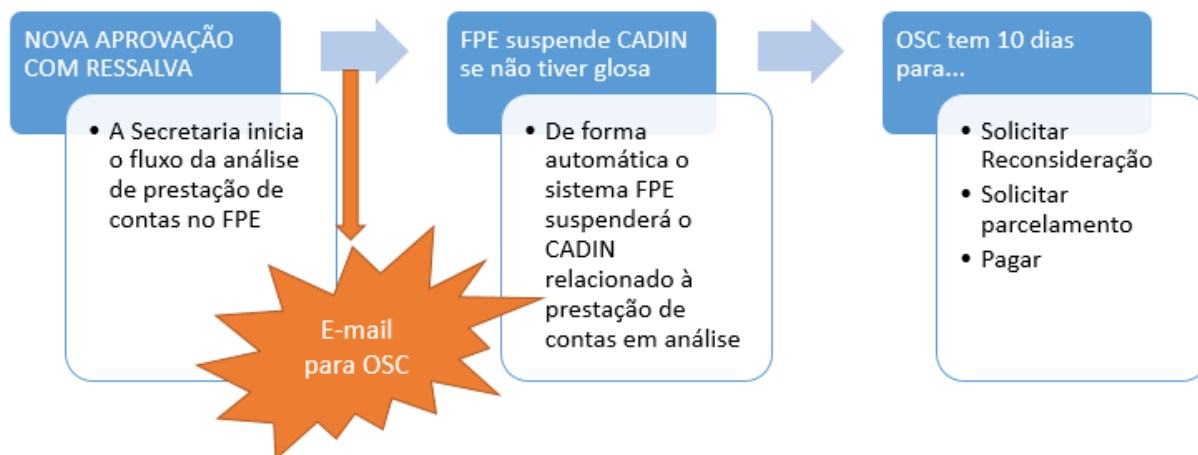 NOVA APROVAÇÃO
COM RESSALVA
• A Secretaria inicia
o fluxo da análise
de prestação de
contas no FPE
E-mail
para OSC
FPE suspende CADIN
se não tiver glosa
• De forma
automática o
sistema FPE
suspenderá o
CADIN
relacionado à
prestação de
contas em análise
OSC tem 10 dias
para...
• Solicitar
Reconsideração
• Solicitar
parcelamento
• Pagar